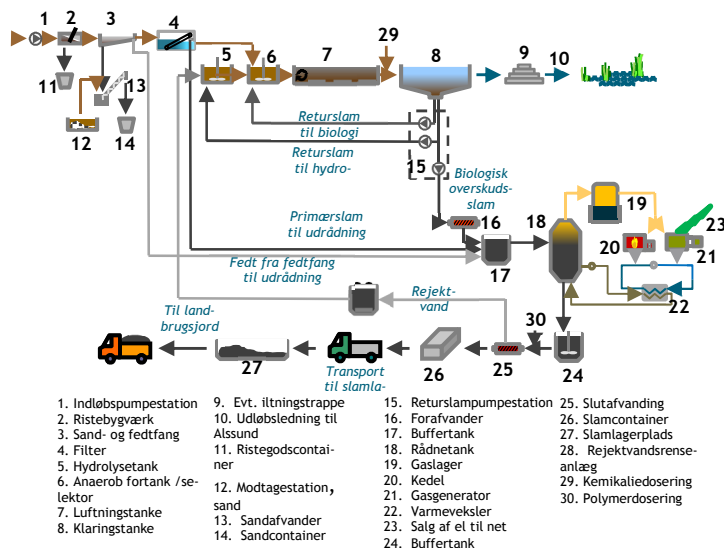 1
2
3
4
29
5
6
7
8
9
10
11
13
12
14
Returslam
til biologi
Returslam
til hydro-
15
Biologisk
overskuds-
slam
16
Primærslam
til udrådning
17
18
19
23
20
21
22
Fedt fra fedtfang
til udrådning
Til land-
brugsjord
Rejekt-
vand
30
27
Transport
til slamla-
26
25
24
1. Indløbspumpestation
2. Ristebygværk
3. Sand- og fedtfang
4. Filter
5. Hydrolysetank
6. Anaerob fortank /se-
lektor
7. Luftningstanke
8. Klaringstanke
9. Evt. iltningstrappe
10. Udløbsledning til
Alssund
11. Ristegodscontai-
ner
12. Modtagestation,
sand
13. Sandafvander
14. Sandcontainer
15. Returslampumpestation
16. Forafvander
17. Buffertank
18. Rådnetank
19. Gaslager
20. Kedel
21. Gasgenerator
22. Varmeveksler
23. Salg af el til net
24. Buffertank
25. Slutafvanding
26. Slamcontainer
27. Slamlagerplads
28. Rejektvandsrense-
anlæg
29. Kemikaliedosering
30. Polymerdosering